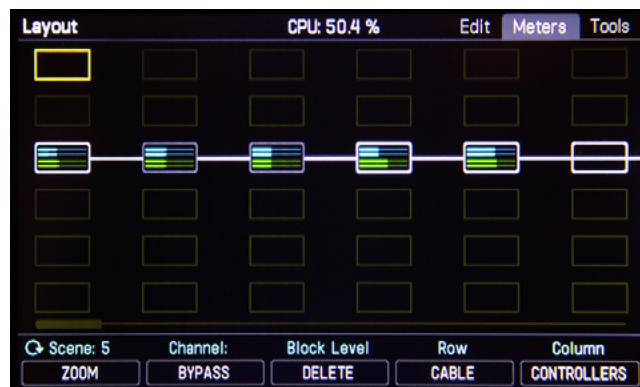 Layout CPU: 50.4 % Edit Meters Tools
Scene: 5 Channel: Block Level Row Column
ZOOM BYPASS DELETE CABLE CONTROLLERS